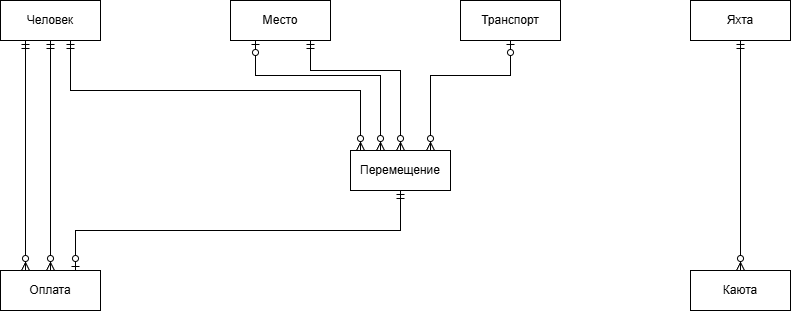 Человек
Место
Транспорт
Яхта
Перемещение
Оплата
Каюта